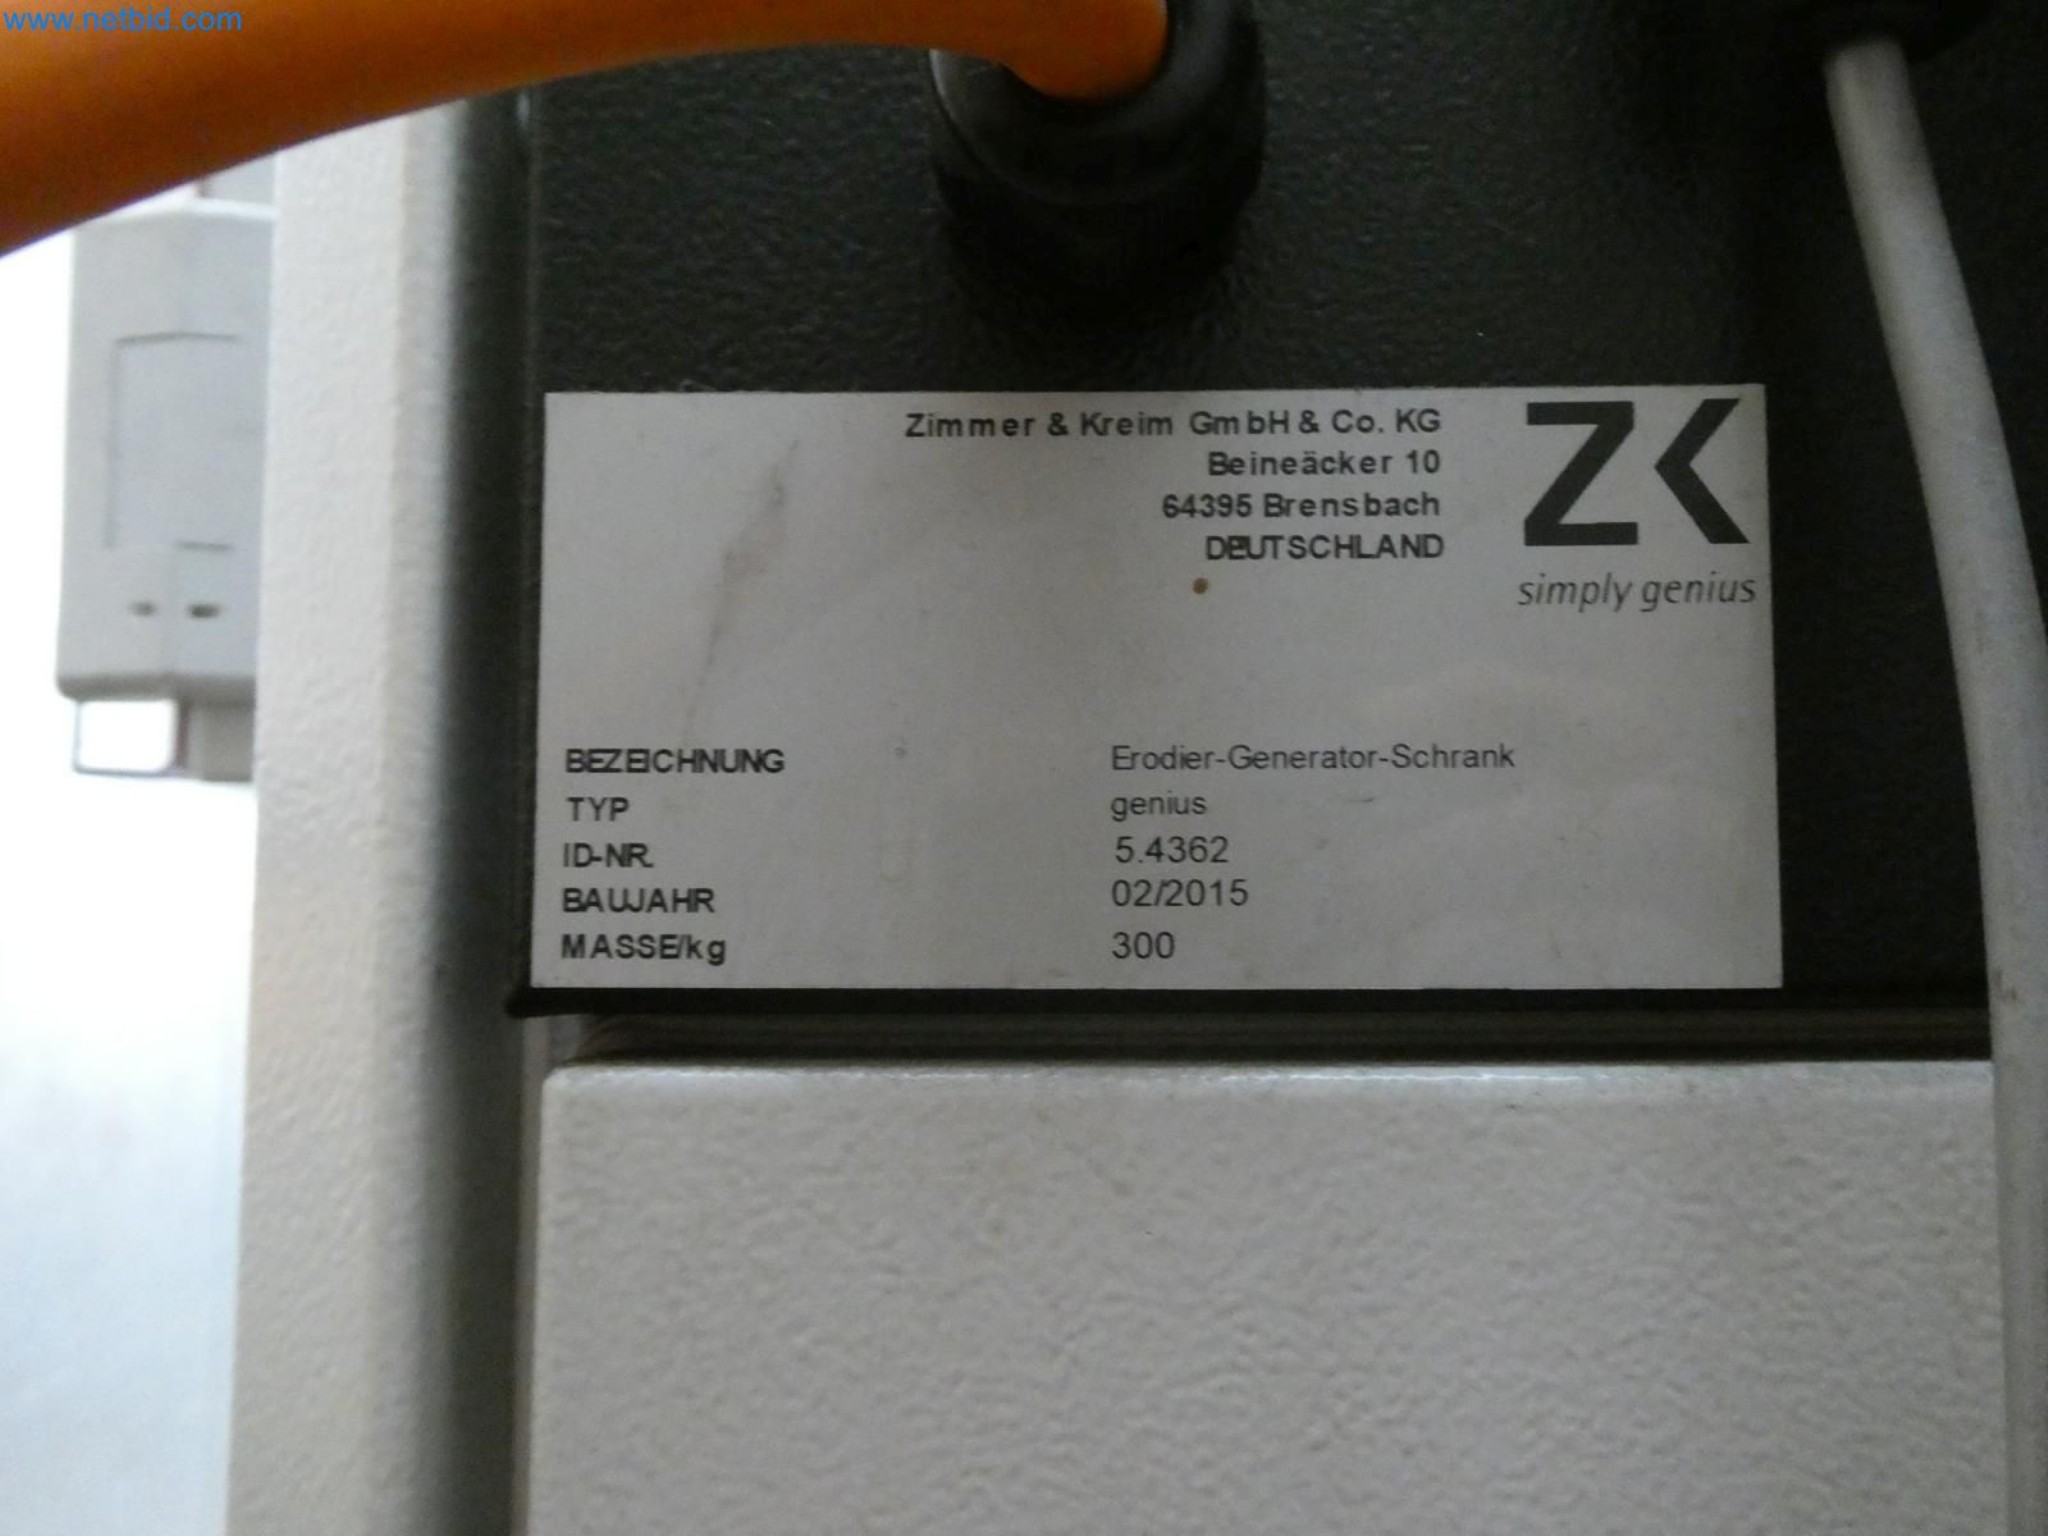 www.netbid.com
Zimmer & Kreim GmbH & Co. KG
Beineäcker 10
64395 Brensbach
DEUTSCHLAND
ZK
simply genius
BEZEICHNUNG Erodier-Generator-Schrank
TYP genius
ID-NR. 5.4362
BAUJAHR 02/2015
MASSE/kg 300